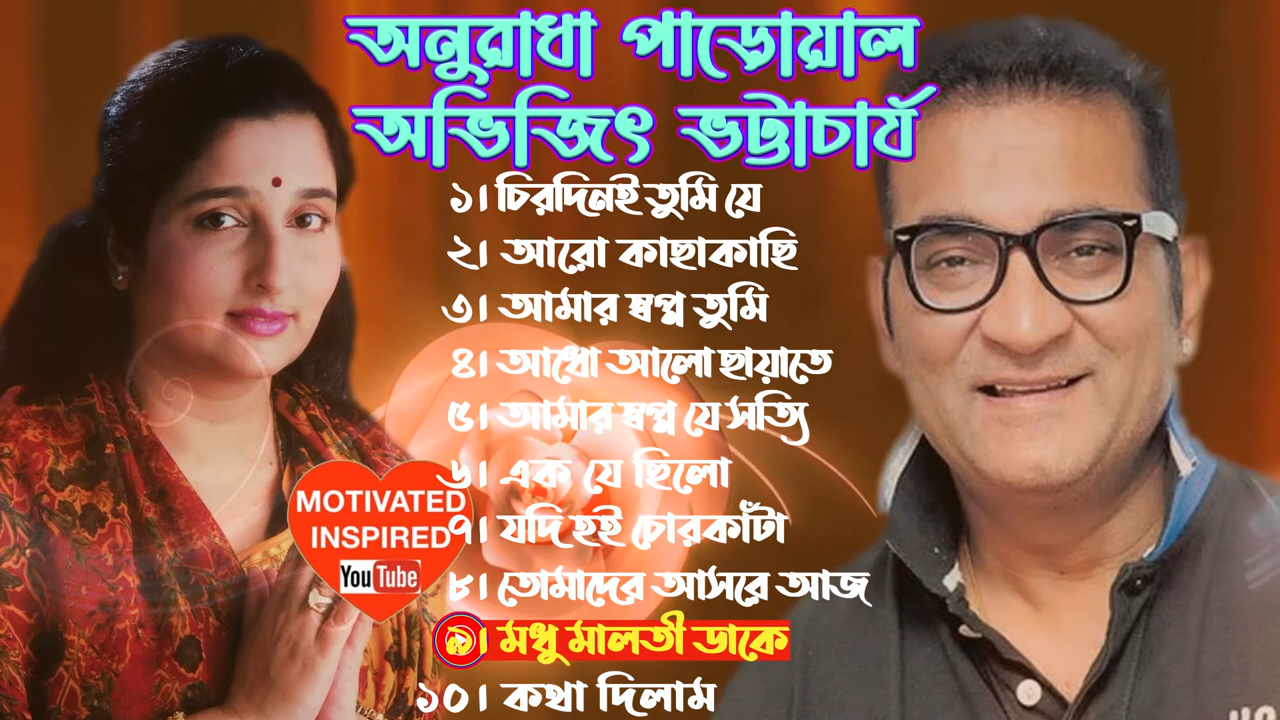 অনুরাধা পাড়োয়াল
অভিজিৎ ভট্টাচার্য
১। চিরদিনই তুমি যে
২। আরো কাছাকাছি
৩। আমার স্বপ্ন তুমি
৪। আধো আলো ছায়াতে
৫। আমার স্বপ্ন যে সত্যি
৬। এক যে ছিলো
MOTIVATED
INSPIRED
YouTube
৭। যদি হই চোরকাঁটা
৮। তোমাদের আসরে আজ
৯। মধু মালতী ডাকে
১০। কথা দিলাম